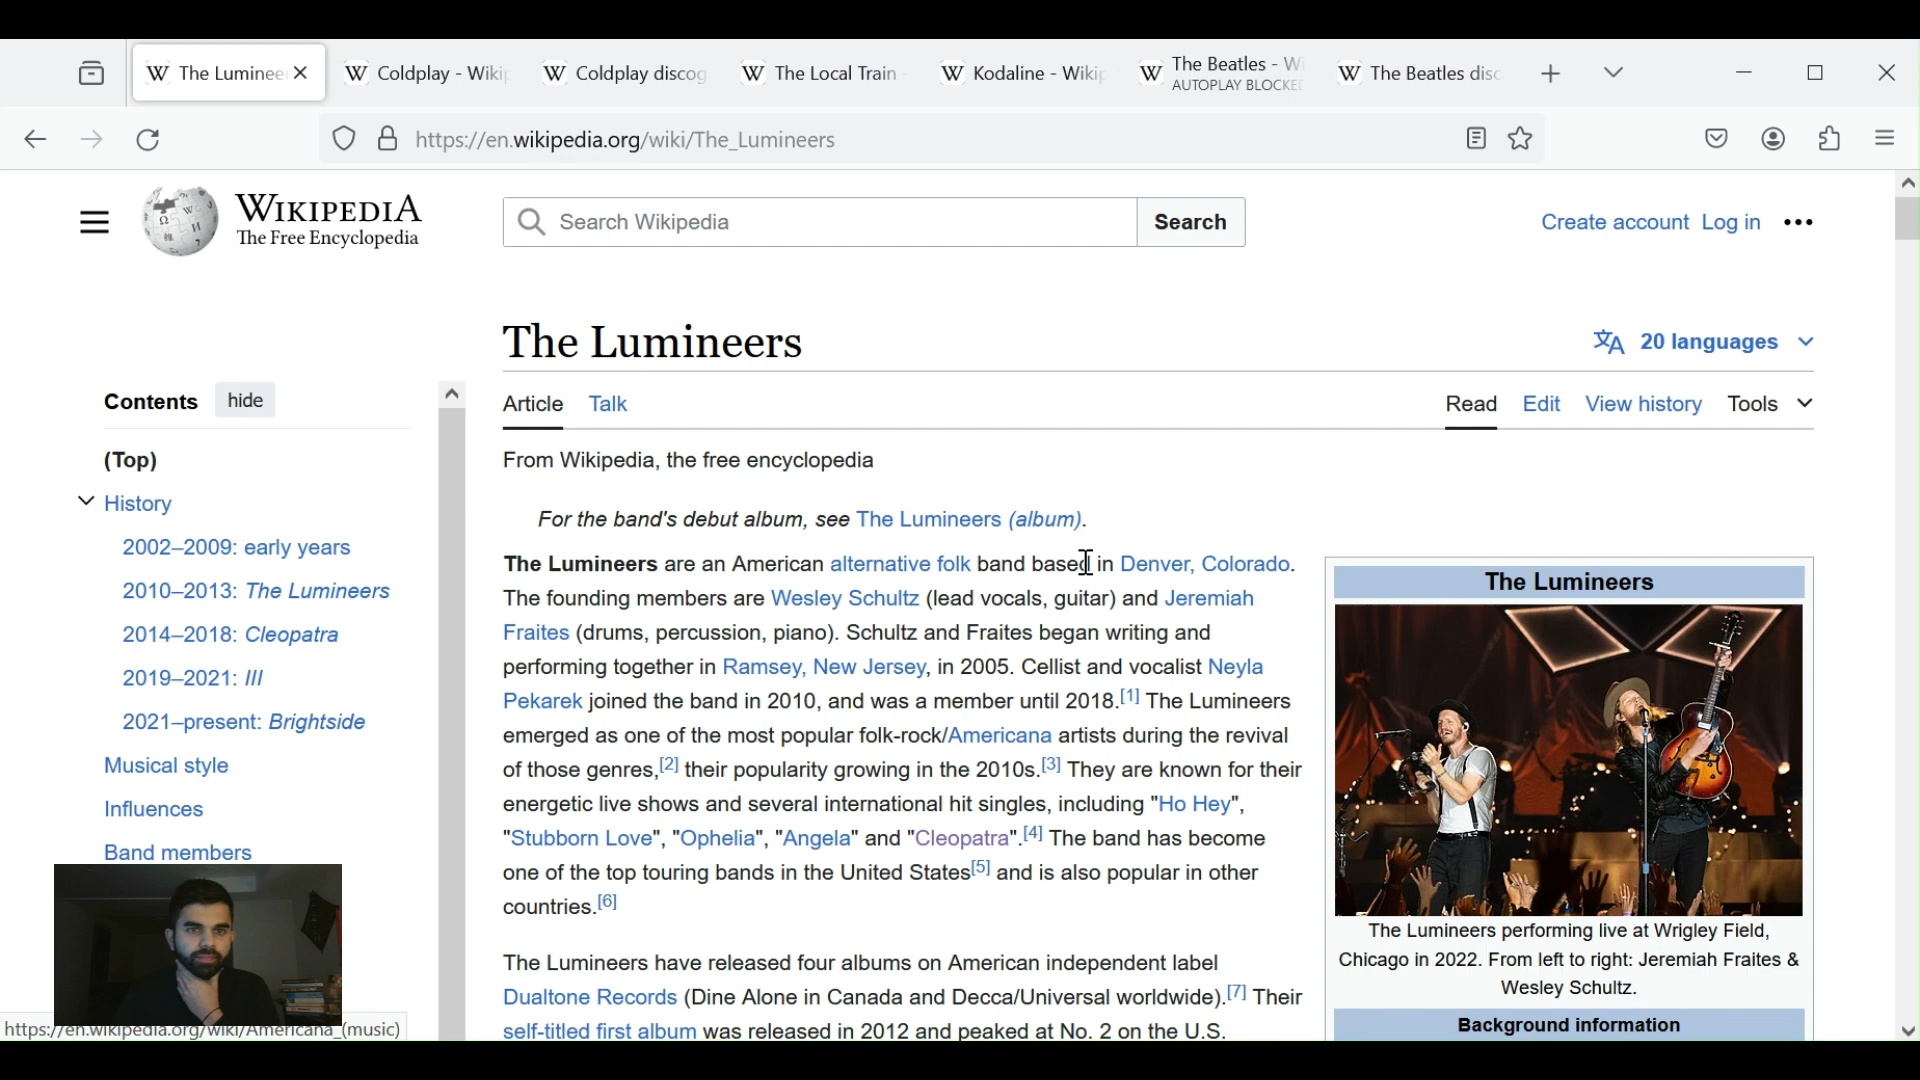 The Luminee
Coldplay - Wikip
Coldplay discog
The Local Train -
Kodaline - Wikip
The Beatles - Wi
AUTOPLAY BLOCKED
The Beatles disc
https://en.wikipedia.org/wiki/The_Lumineers
WIKIPEDIA
The Free Encyclopedia
Search Wikipedia
Search
Create account Log in
The Lumineers
20 languages
Contents hide
Article Talk
Read Edit View history Tools
(Top)
History
2002–2009: early years
2010–2013: The Lumineers
2014–2018: Cleopatra
2019–2021: III
2021–present: Brightside
Musical style
Influences
Band members
From Wikipedia, the free encyclopedia
For the band's debut album, see The Lumineers (album).
The Lumineers are an American alternative folk band based in Denver, Colorado.
The founding members are Wesley Schultz (lead vocals, guitar) and Jeremiah
Fraites (drums, percussion, piano). Schultz and Fraites began writing and
performing together in Ramsey, New Jersey, in 2005. Cellist and vocalist Neyla
Pekarek joined the band in 2010, and was a member until 2018.[1] The Lumineers
emerged as one of the most popular folk-rock/Americana artists during the revival
of those genres,[2] their popularity growing in the 2010s.[3] They are known for their
energetic live shows and several international hit singles, including "Ho Hey",
"Stubborn Love", "Ophelia", "Angela" and "Cleopatra".[4] The band has become
one of the top touring bands in the United States[5] and is also popular in other
countries.[6]
The Lumineers have released four albums on American independent label
Dualtone Records (Dine Alone in Canada and Decca/Universal worldwide).[7] Their
self-titled first album was released in 2012 and peaked at No. 2 on the U.S.
The Lumineers
The Lumineers performing live at Wrigley Field,
Chicago in 2022. From left to right: Jeremiah Fraites &
Wesley Schultz.
Background information
https://en.wikipedia.org/wiki/Americana_(music)